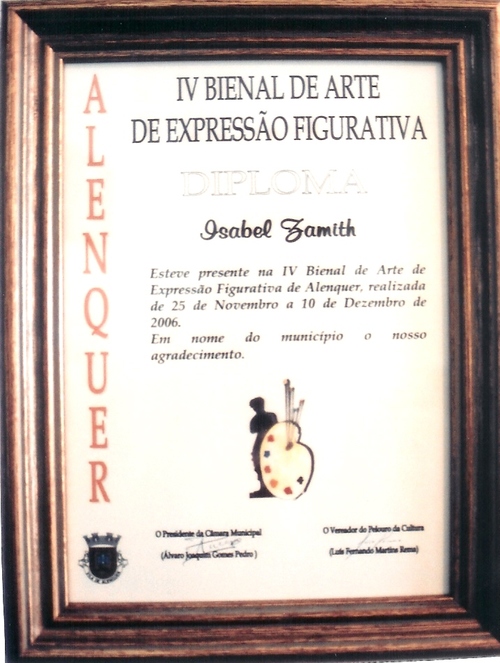 ALENQUER
IV BIENAL DE ARTE
DE EXPRESSÃO FIGURATIVA
DIPLOMA
Isabel Zamith
Esteve presente na IV Bienal de Arte de
Expressão Figurativa de Alenquer, realizada
de 25 de Novembro a 10 de Dezembro de
2006.
Em nome do município o nosso
agradecimento.
O Presidente da Câmara Municipal
(Álvaro Joaquim Gomes Pedro)
O Vereador do Pelouro da Cultura
(Luís Fernando Martins Rema)